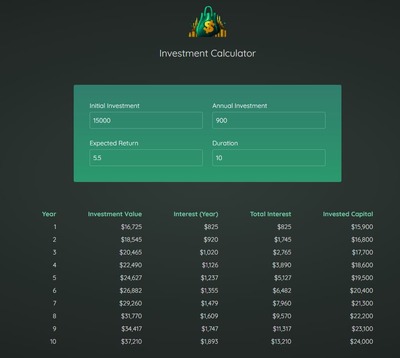 Investment Calculator
Initial Investment Annual Investment
15000 900
Expected Return Duration
5.5 10
Year Investment Value Interest (Year) Total Interest Invested Capital
1 $16,725 $825 $825 $15,900
2 $18,545 $920 $1,745 $16,800
3 $20,465 $1,020 $2,765 $17,700
4 $22,490 $1,126 $3,890 $18,600
5 $24,627 $1,237 $5,127 $19,500
6 $26,882 $1,355 $6,482 $20,400
7 $29,260 $1,479 $7,960 $21,300
8 $31,770 $1,609 $9,570 $22,200
9 $34,417 $1,747 $11,317 $23,100
10 $37,210 $1,893 $13,210 $24,000